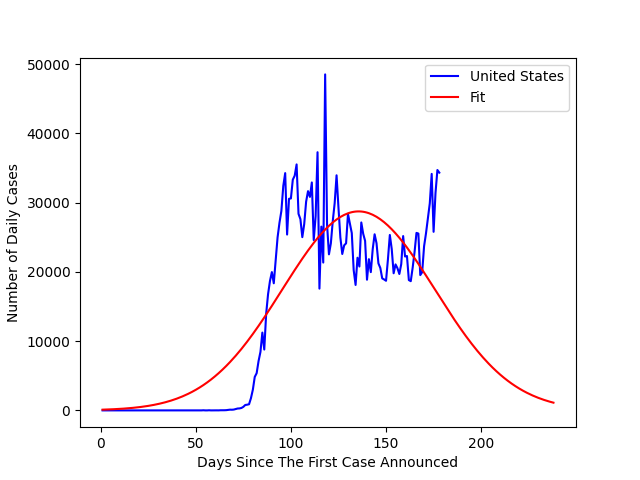 50000
40000
30000
20000
10000
0
Number of Daily Cases
United States
Fit
0 50 100 150 200
Days Since The First Case Announced